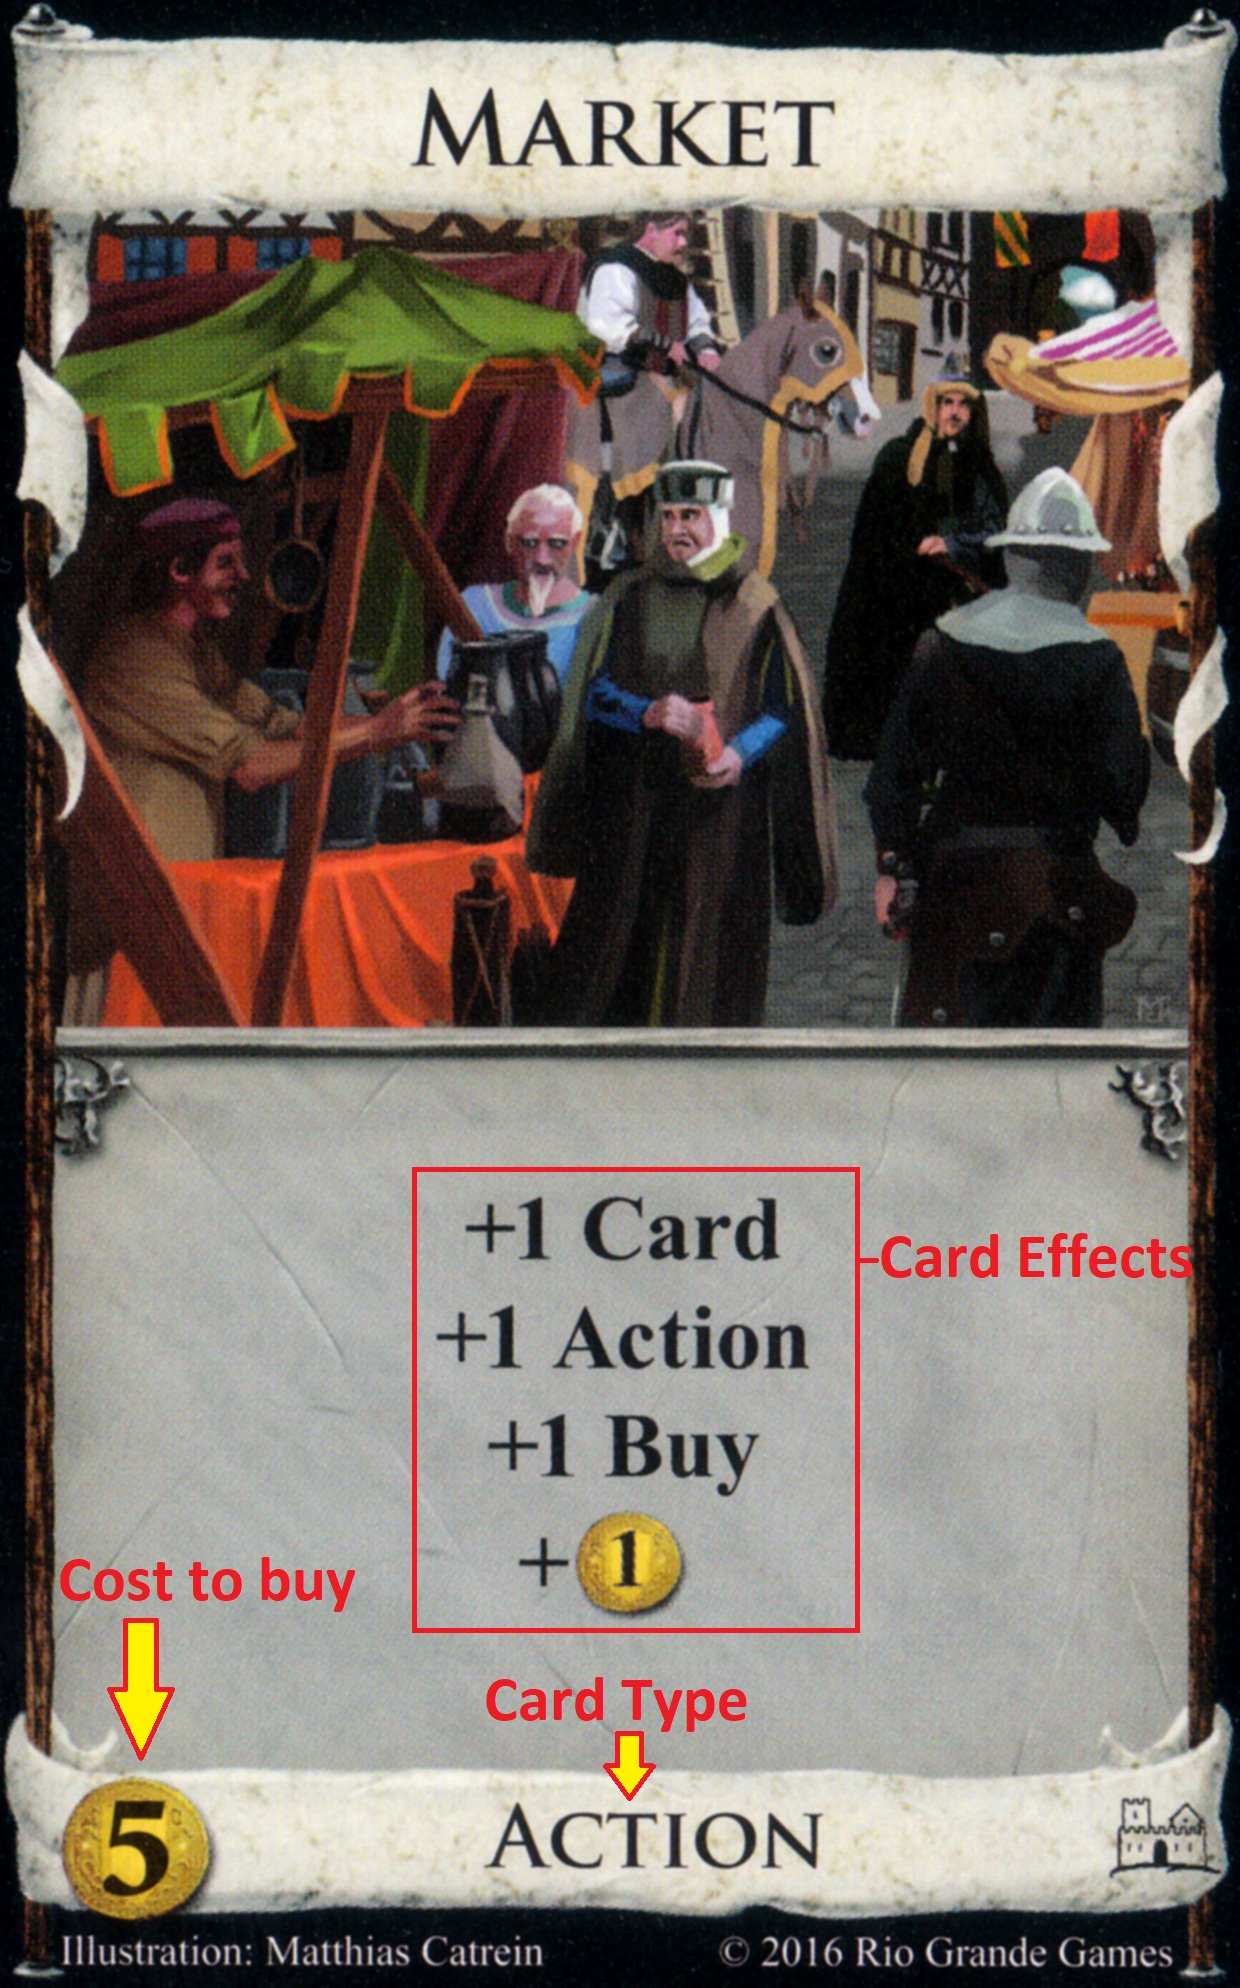 MARKET
+1 Card
+1 Action
+1 Buy
+1
Card Effects
Cost to buy
Card Type
5
ACTION
Illustration: Matthias Catrein
© 2016 Rio Grande Games